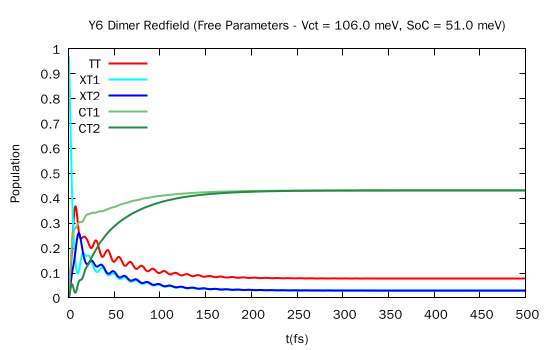 Y6 Dimer Redfield (Free Parameters - Vct = 106.0 meV, SoC = 51.0 meV)
1
0.9
0.8
0.7
0.6
0.5
0.4
0.3
0.2
0.1
0
Population
TT
XT1
XT2
CT1
CT2
0 50 100 150 200 250 300 350 400 450 500
t(fs)